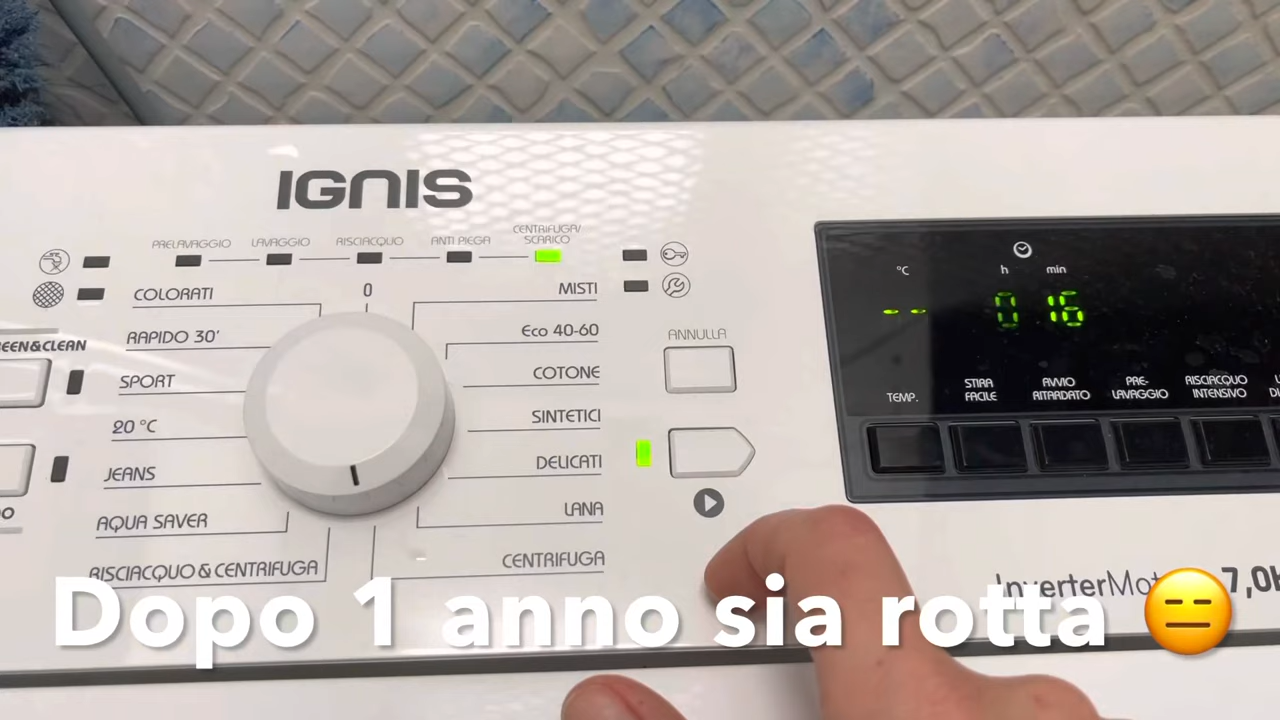 IGNIS
PRELAVAGGIO LAVAGGIO RISCIACQUO ANTI PIEGA CENTRIFUGA/
SCARICO
COLORATI
0
MISTI
RAPIDO 30'
Eco 40-60
SPORT
COTONE
20 °C
SINTETICI
JEANS
DELICATI
AQUA SAVER
LANA
RISCIACQUO & CENTRIFUGA
CENTRIFUGA
EEN&CLEAN
ANNULLA
°C h min
-- 0 16
TEMP.
STIRA
FACILE
AVVIO
RITARDATO
PRE-
LAVAGGIO
RISCIACQUO
INTENSIVO
7,0
Dopo 1 anno sia rotta 😑